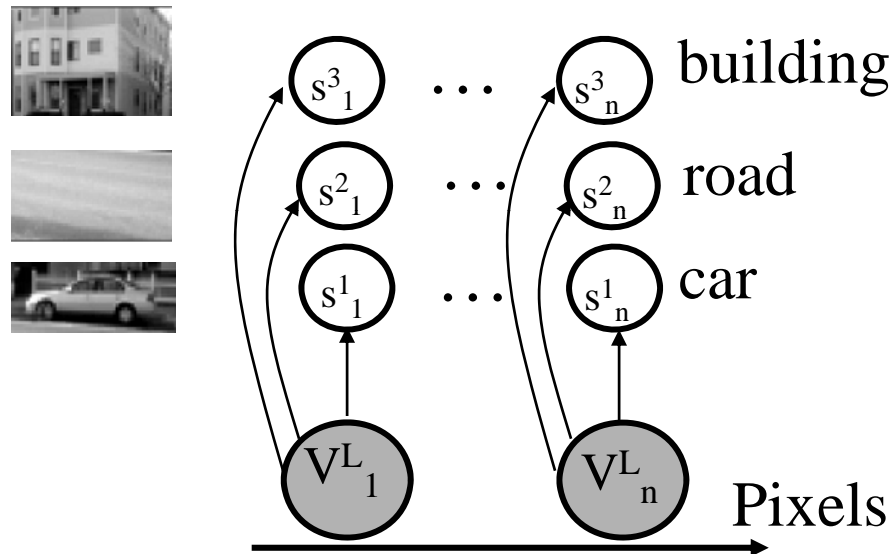 s³₁ ... s³ₙ building
s²₁ ... s²ₙ road
s¹₁ ... s¹ₙ car
Vᴸ₁ Vᴸₙ
Pixels